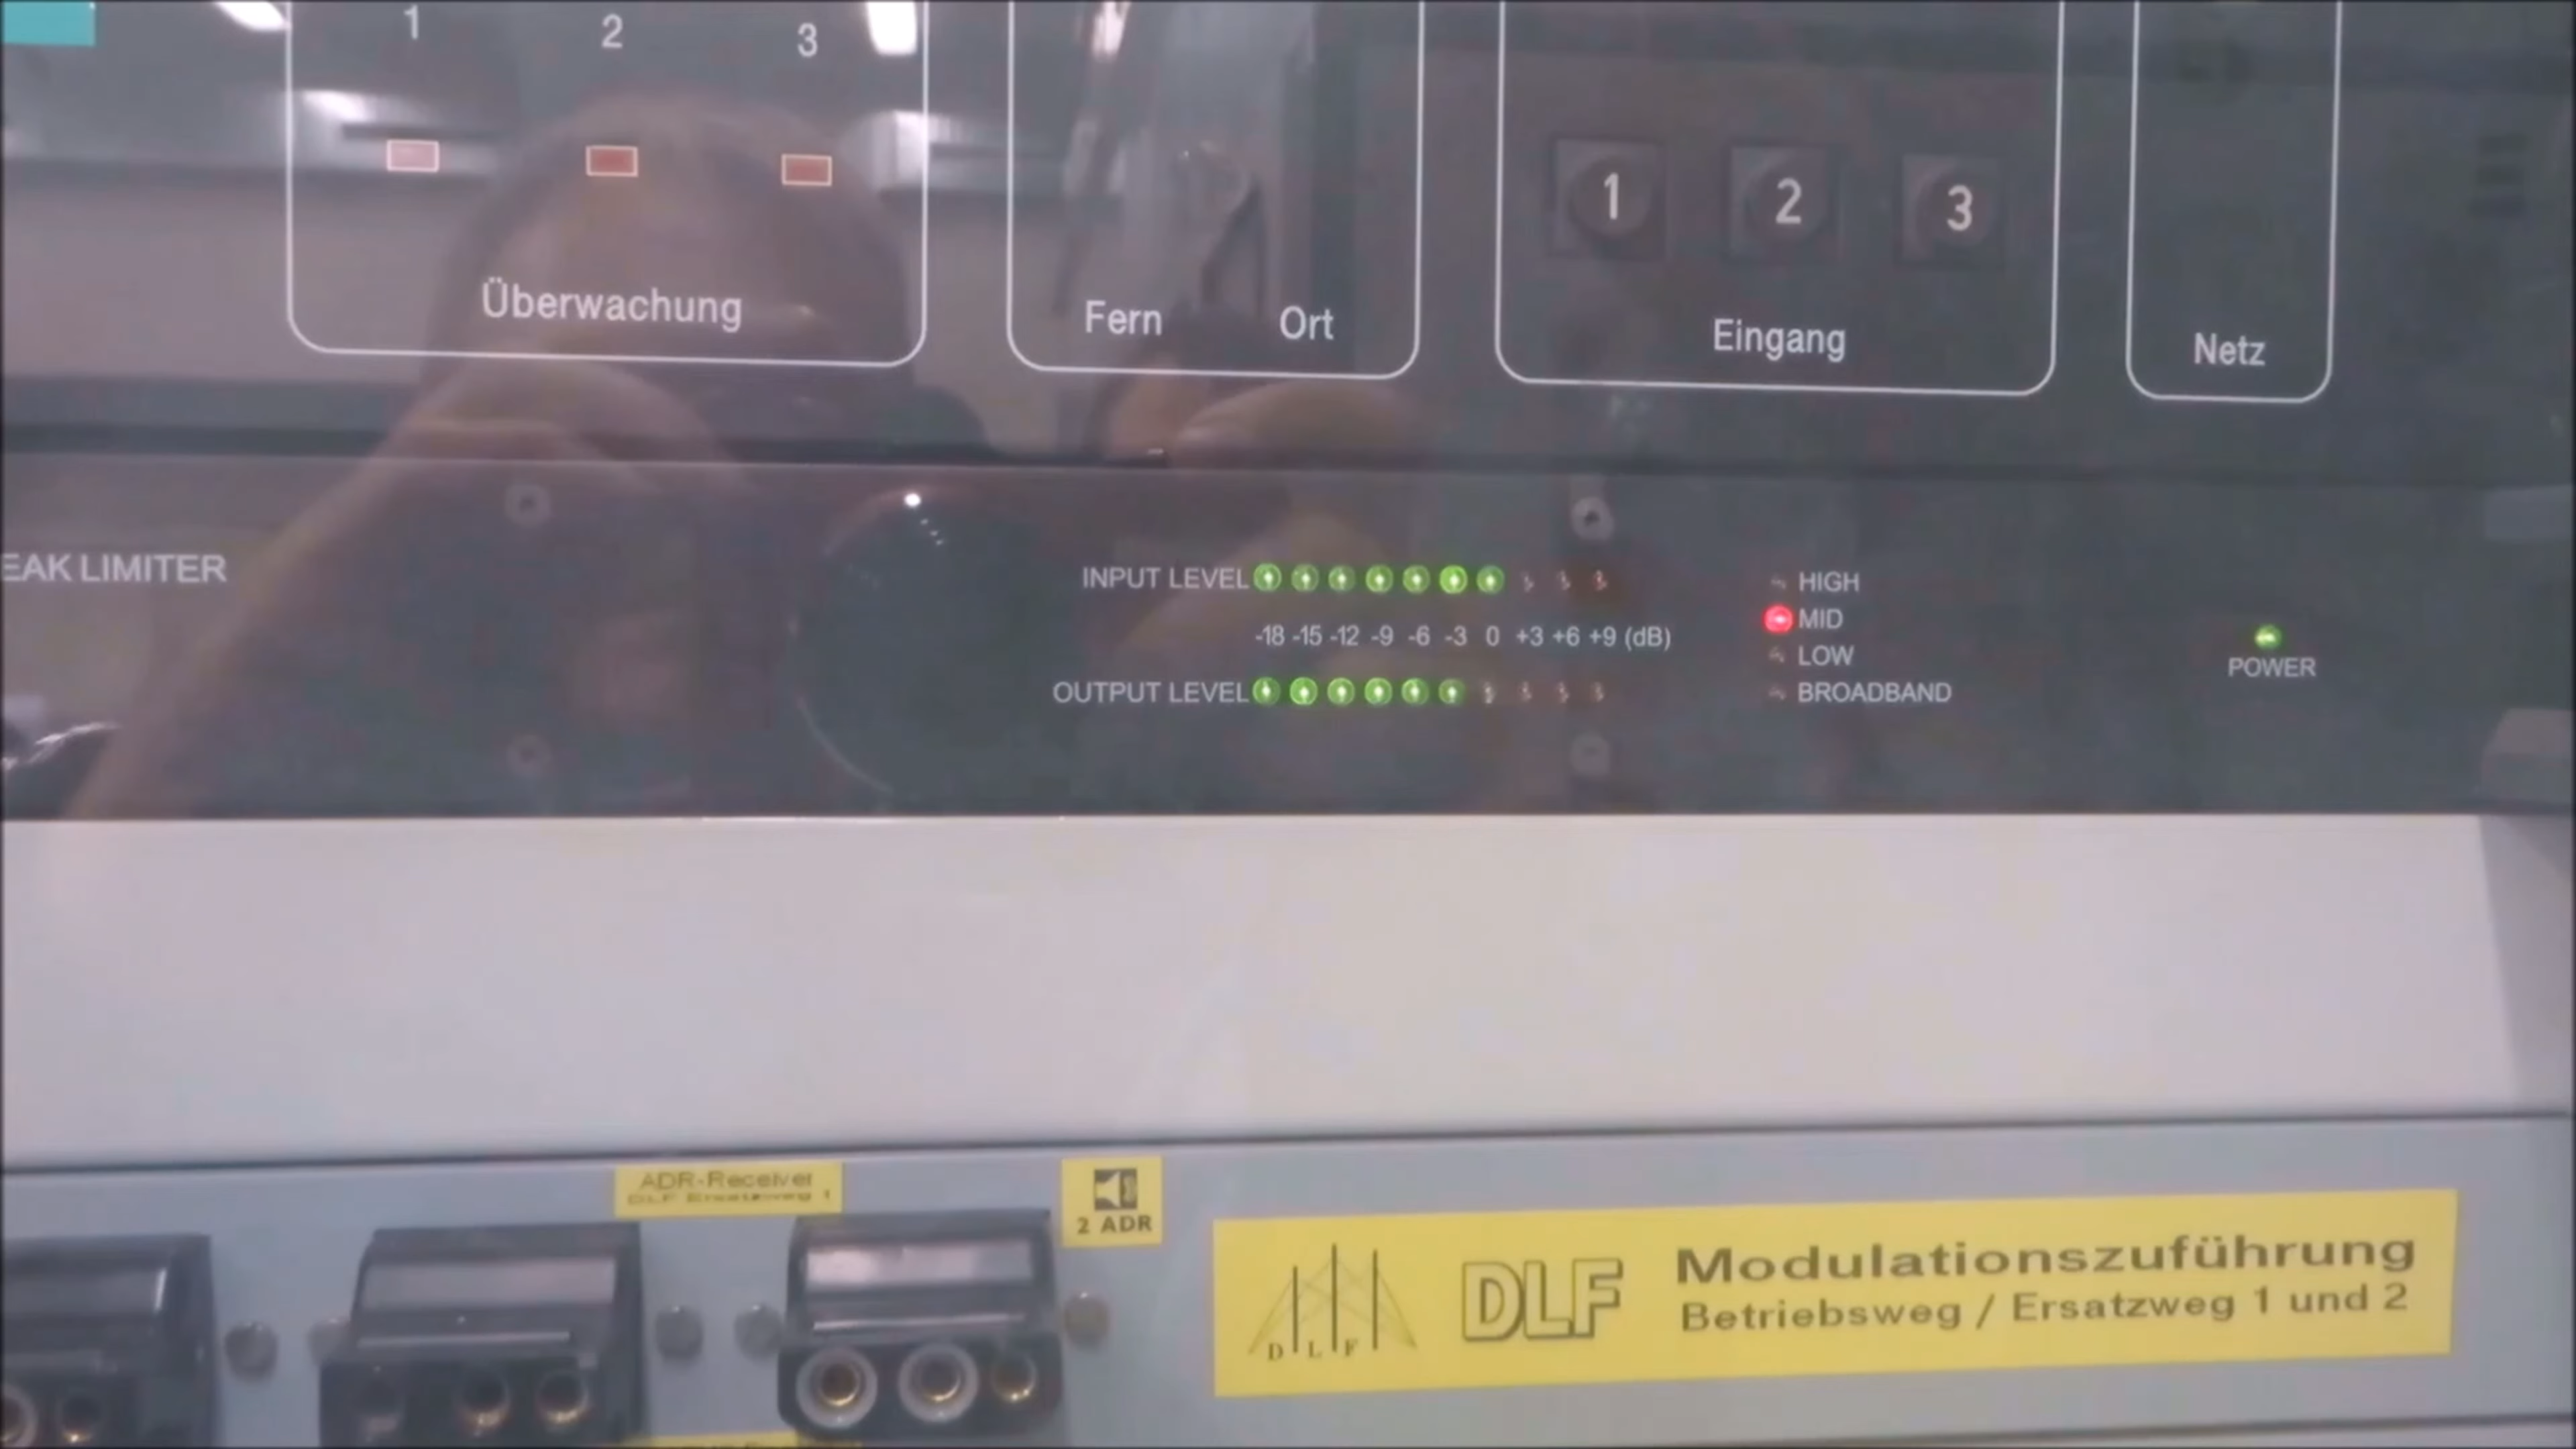 1 2 3
Überwachung
Fern Ort
1 2 3
Eingang
Netz
EAK LIMITER
INPUT LEVEL
-18 -15 -12 -9 -6 -3 0 +3 +6 +9 (dB)
OUTPUT LEVEL
HIGH
MID
LOW
BROADBAND
POWER
ADR-Receiver
DLF Ersatzweg 1
2 ADR
D L F
DLF
Modulationszuführung
Betriebsweg / Ersatzweg 1 und 2